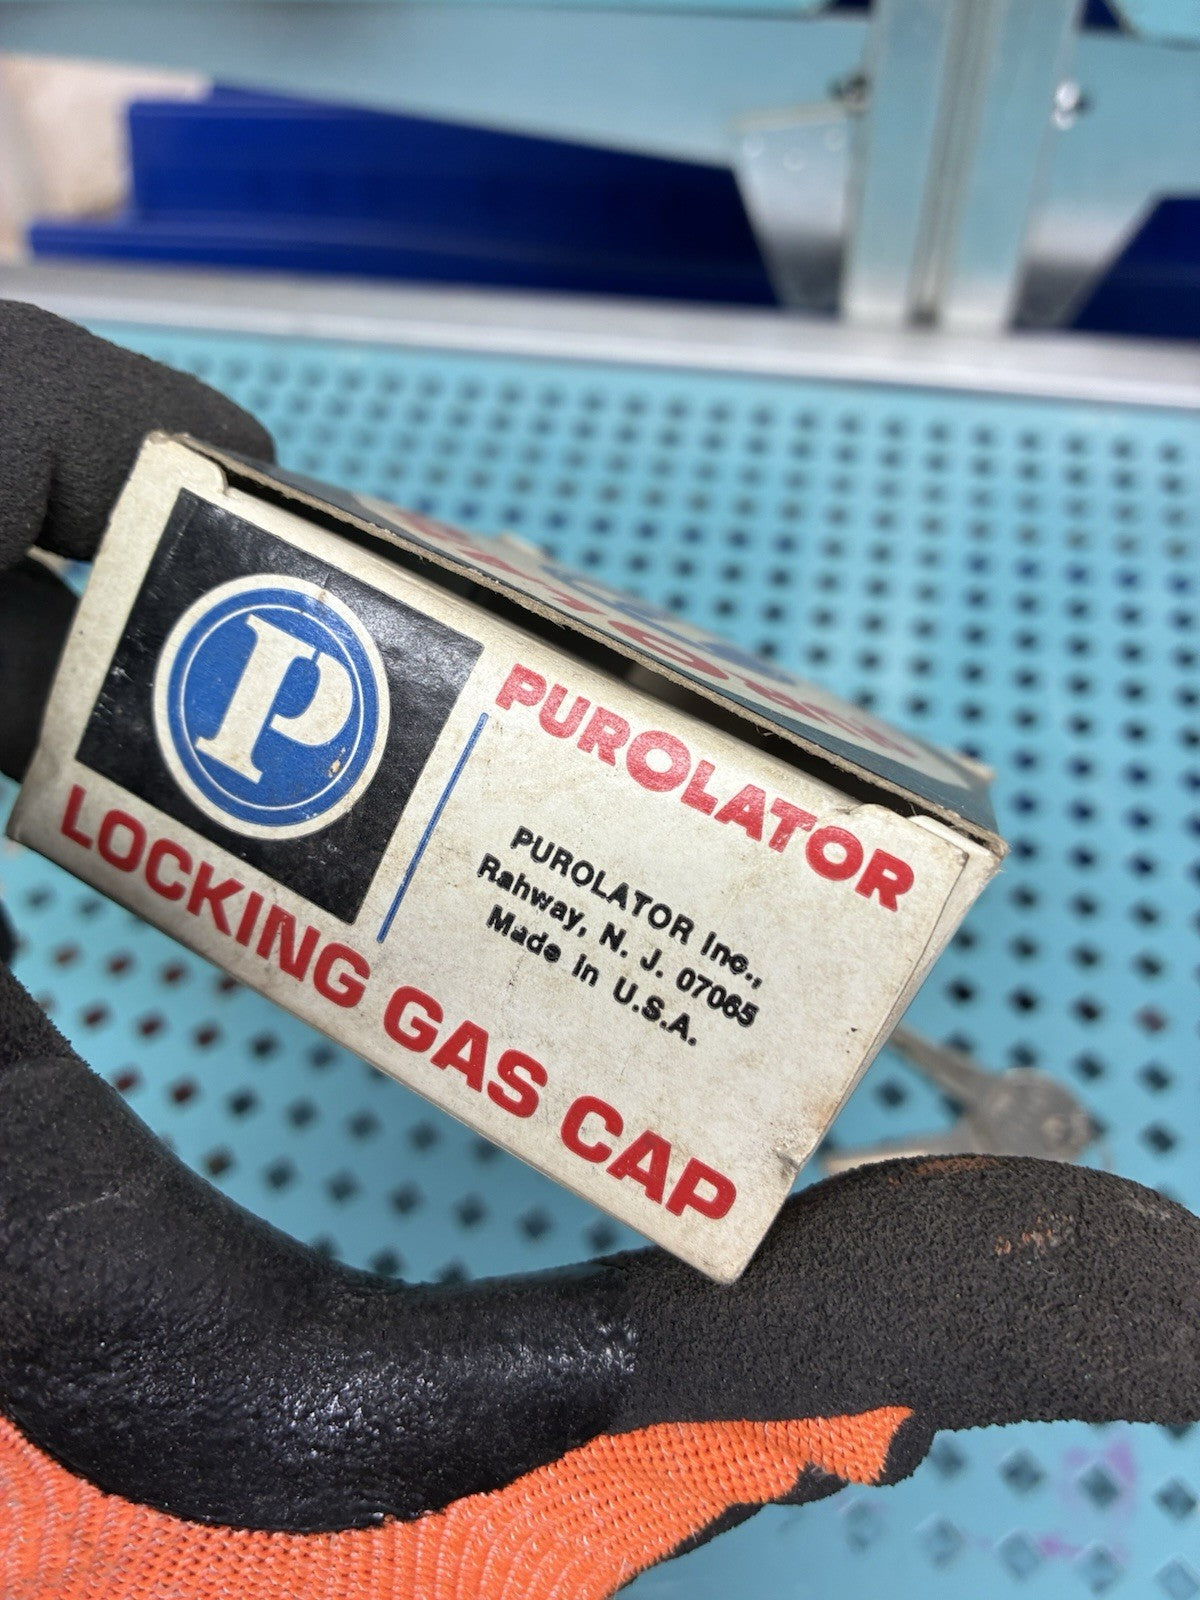 P
PUROLATOR
PUROLATOR Inc.,
Rahway, N. J. 07065
Made in U.S.A.
LOCKING GAS CAP